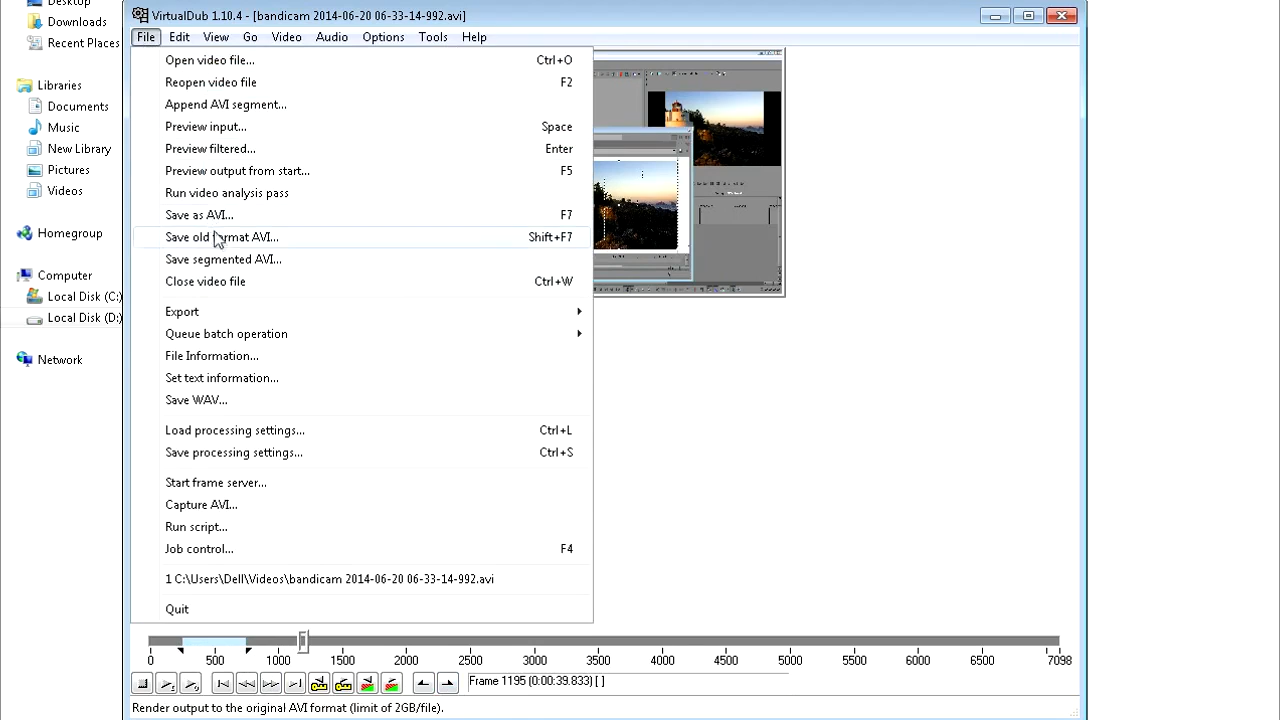 Desktop
Downloads
Recent Places
Libraries
Documents
Music
New Library
Pictures
Videos
Homegroup
Computer
Local Disk (C:)
Local Disk (D:)
Network
VirtualDub 1.10.4 - [bandicam 2014-06-20 06-33-14-992.avi]
File Edit View Go Video Audio Options Tools Help
Open video file... Ctrl+O
Reopen video file F2
Append AVI segment...
Preview input... Space
Preview filtered... Enter
Preview output from start... F5
Run video analysis pass
Save as AVI... F7
Save old format AVI... Shift+F7
Save segmented AVI...
Close video file Ctrl+W
Export
Queue batch operation
File Information...
Set text information...
Save WAV...
Load processing settings... Ctrl+L
Save processing settings... Ctrl+S
Start frame server...
Capture AVI...
Run script...
Job control... F4
1 C:\Users\Dell\Videos\bandicam 2014-06-20 06-33-14-992.avi
Quit
0 500 1000 1500 2000 2500 3000 3500 4000 4500 5000 5500 6000 6500 7098
Frame 1195 (0:00:39.833) [ ]
Render output to the original AVI format (limit of 2GB/file).